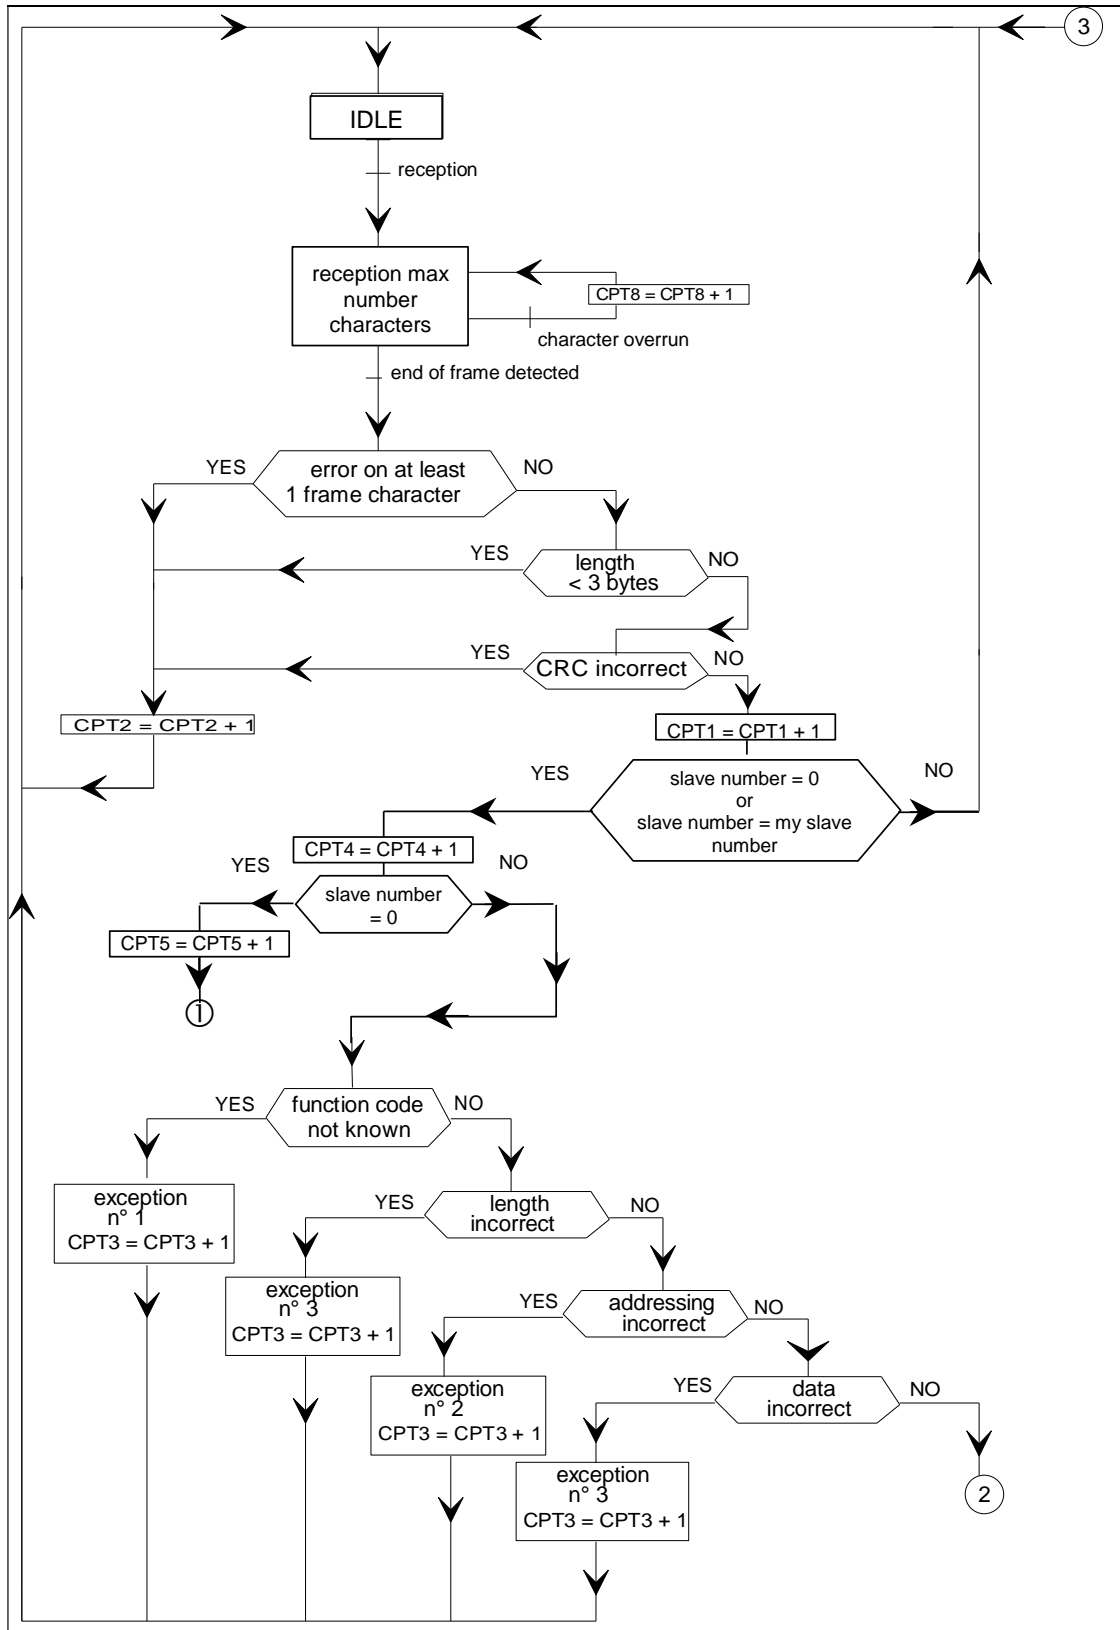 3
IDLE
reception
reception max
number
characters
CPT8 = CPT8 + 1
character overrun
end of frame detected
YES
error on at least
1 frame character
NO
YES
length
< 3 bytes
NO
YES
CRC incorrect
NO
CPT2 = CPT2 + 1
CPT1 = CPT1 + 1
YES
slave number = 0
or
slave number = my slave
number
NO
CPT4 = CPT4 + 1
YES
slave number
= 0
NO
CPT5 = CPT5 + 1
1
YES
function code
not known
NO
exception
n° 1
CPT3 = CPT3 + 1
YES
length
incorrect
NO
exception
n° 3
CPT3 = CPT3 + 1
YES
addressing
incorrect
NO
exception
n° 2
CPT3 = CPT3 + 1
YES
data
incorrect
NO
exception
n° 3
CPT3 = CPT3 + 1
2